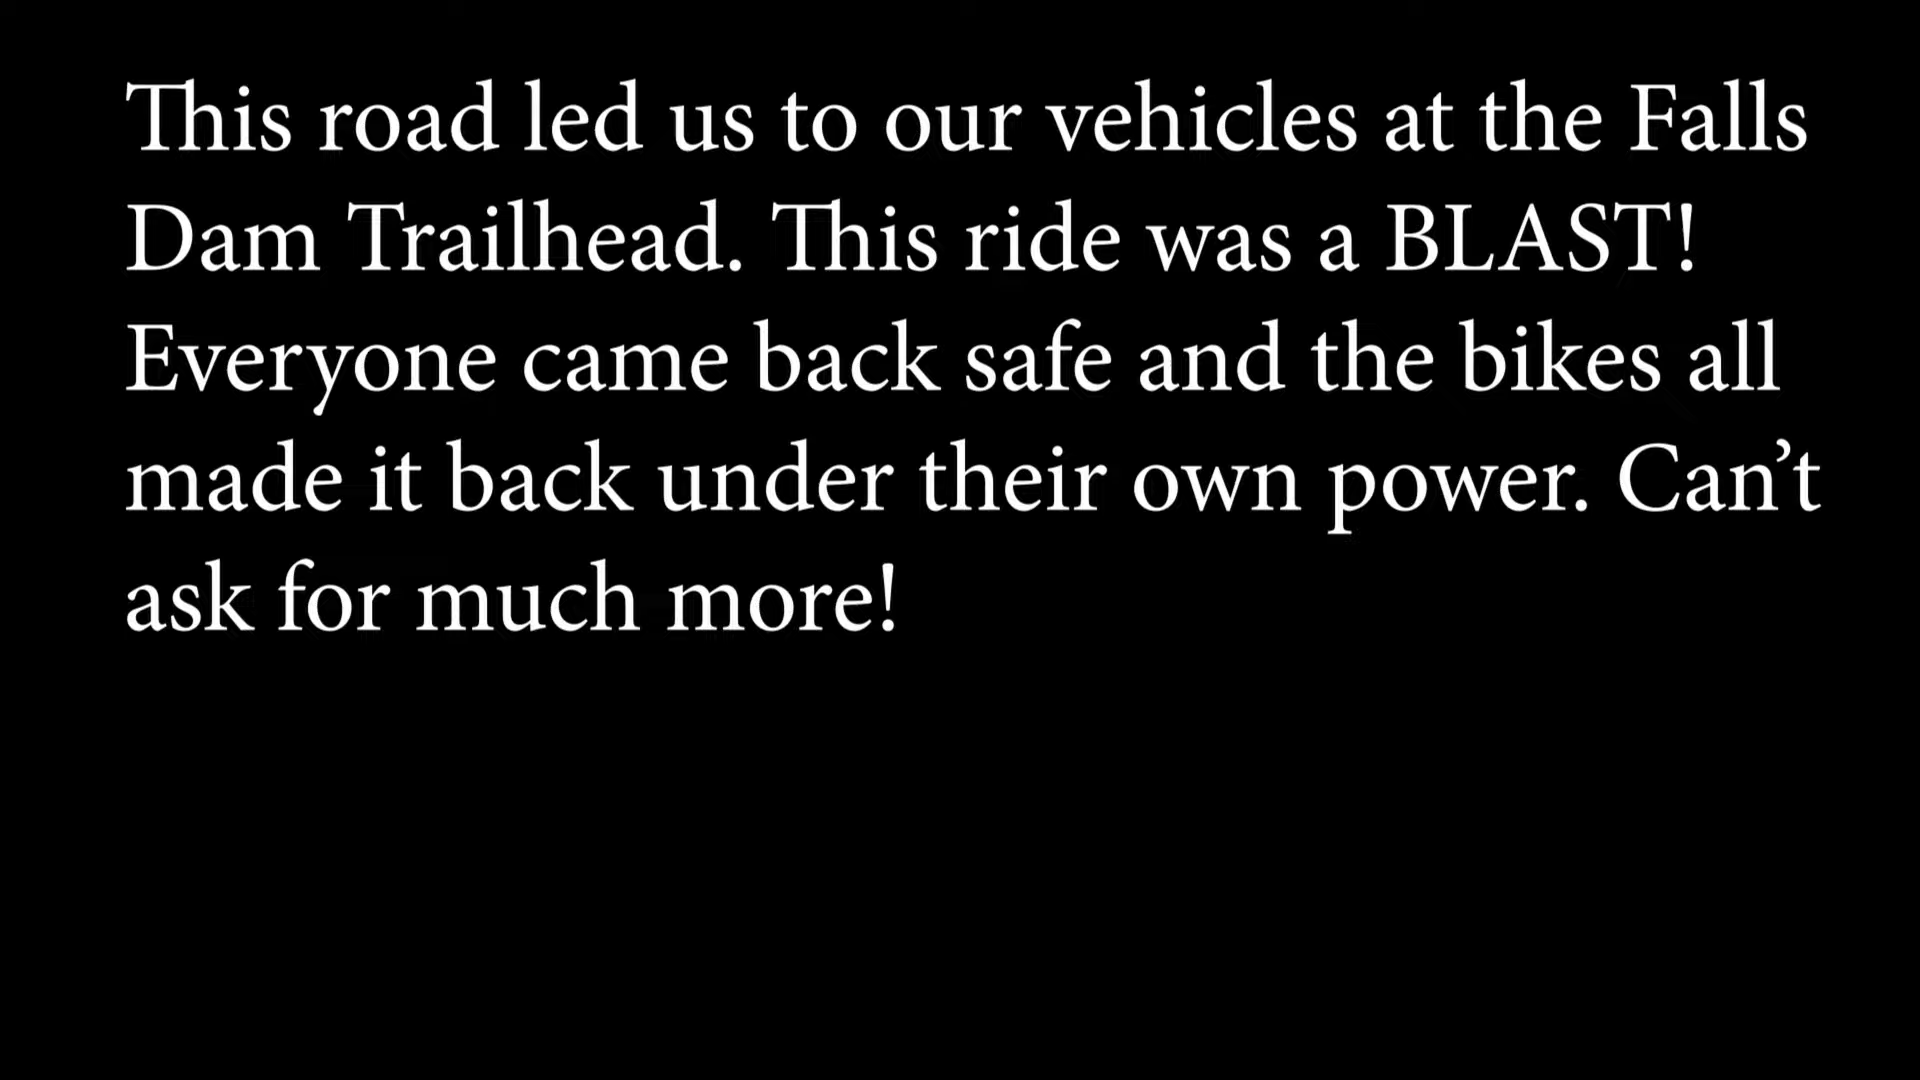 This road led us to our vehicles at the Falls
Dam Trailhead. This ride was a BLAST!
Everyone came back safe and the bikes all
made it back under their own power. Can’t
ask for much more!